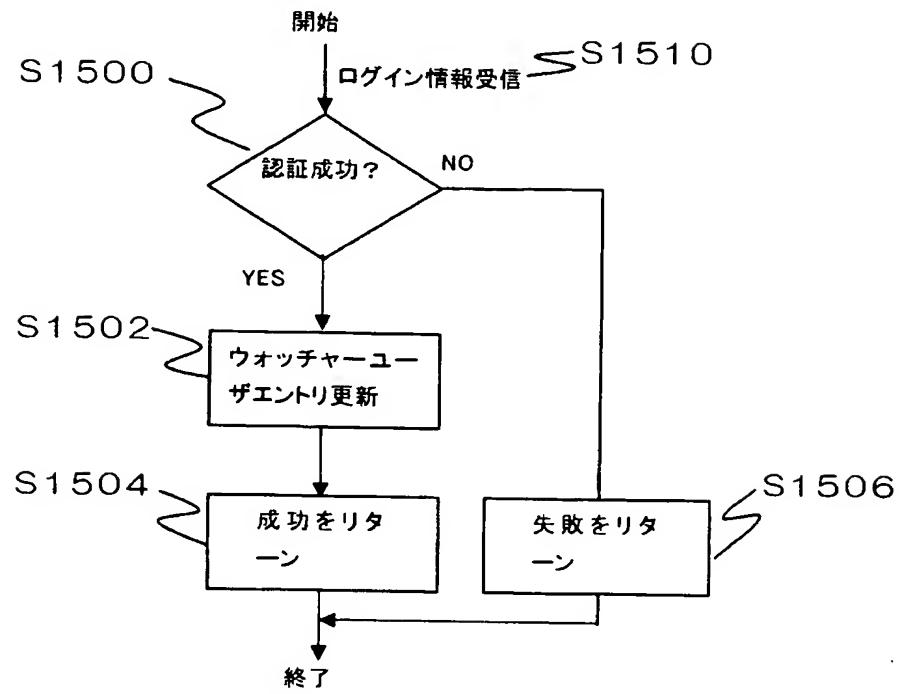 開始
S1510
ログイン情報受信
S1500
認証成功?
NO
YES
S1502
ウォッチャーユー
ザエントリ更新
S1504
成功をリタ
ーン
S1506
失敗をリタ
ーン
終了